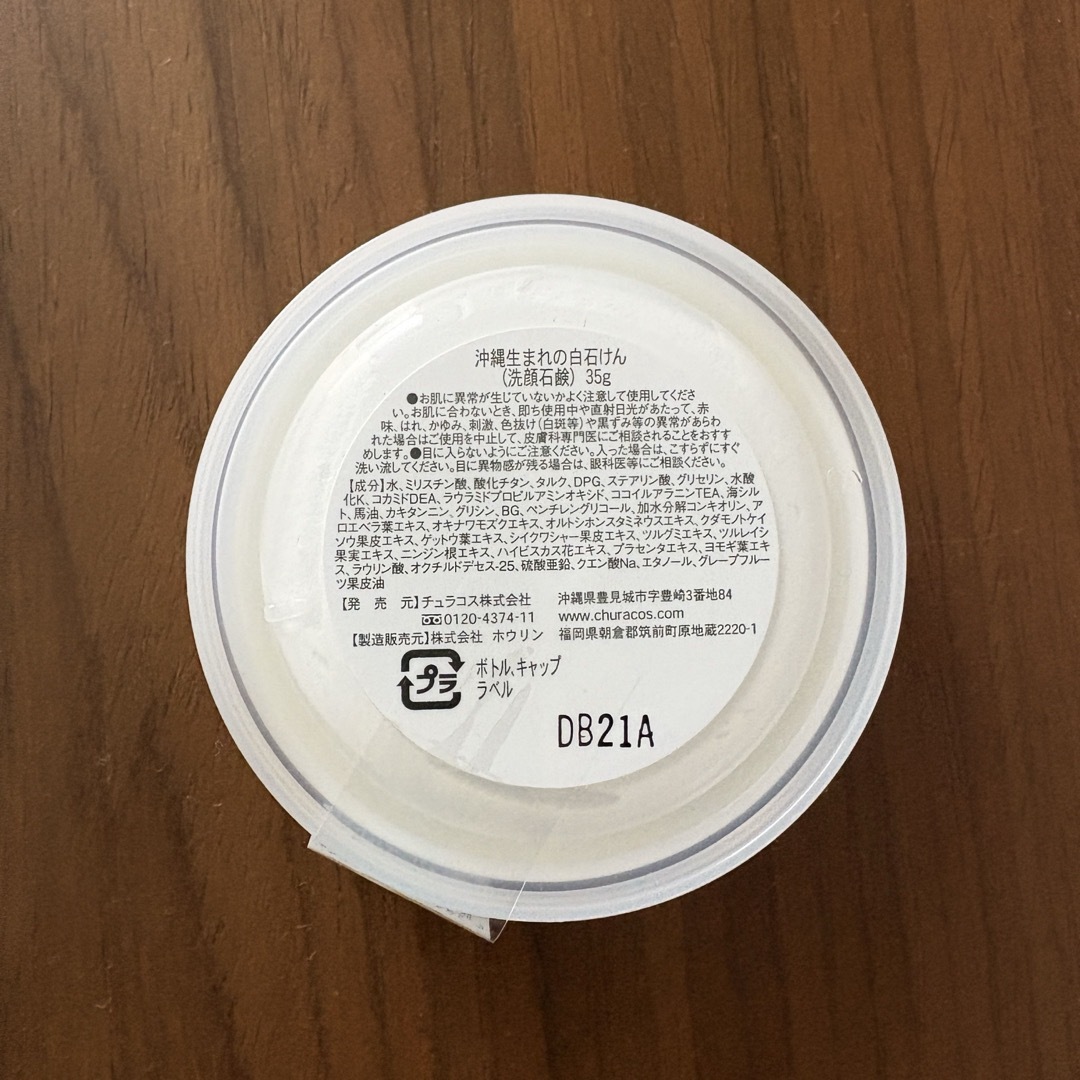 沖縄生まれの白石けん
(洗顔石鹸) 35g
●お肌に異常が生じていないかよく注意して使用してくださ
い。お肌に合わないとき、即ち使用中や直射日光があたって、赤
味、はれ、かゆみ、刺激、色抜け(白斑等)や黒ずみ等の異常があらわ
れた場合はご使用を中止して、皮膚科専門医にご相談されることをおすす
めします。●目に入らないようにご注意ください。入った場合は、こすらずにすぐ
洗い流してください。目に異物感が残る場合は、眼科医等にご相談ください。
【成分】水、ミリスチン酸、酸化チタン、タルク、DPG、ステアリン酸、グリセリン、水酸
化K、コカミドDEA、ラウラミドプロピルアミンオキシド、ココイルアラニンTEA、海シル
ト、馬油、カキタンニン、グリシン、BG、ペンチレングリコール、加水分解コンキオリン、ア
ロエベラ葉エキス、オキナワモズクエキス、オルトシホンスタミネウスエキス、クダモノトケイ
ソウ果皮エキス、ゲットウ葉エキス、シイクワシャー果皮エキス、ツルグミエキス、ツルレイシ
果実エキス、ニンジン根エキス、ハイビスカス花エキス、プラセンタエキス、ヨモギ葉エキ
ス、ラウリン酸、オクチルドデセス-25、硫酸亜鉛、クエン酸Na、エタノール、グレープフルー
ツ果皮油
【発 売 元】チュラコス株式会社 沖縄県豊見城市字豊崎3番地84
0120-4374-11 www.churacos.com
【製造販売元】株式会社 ホウリン 福岡県朝倉郡筑前町原地蔵2220-1
プラ ボトル、キャップ
ラベル
DB21A